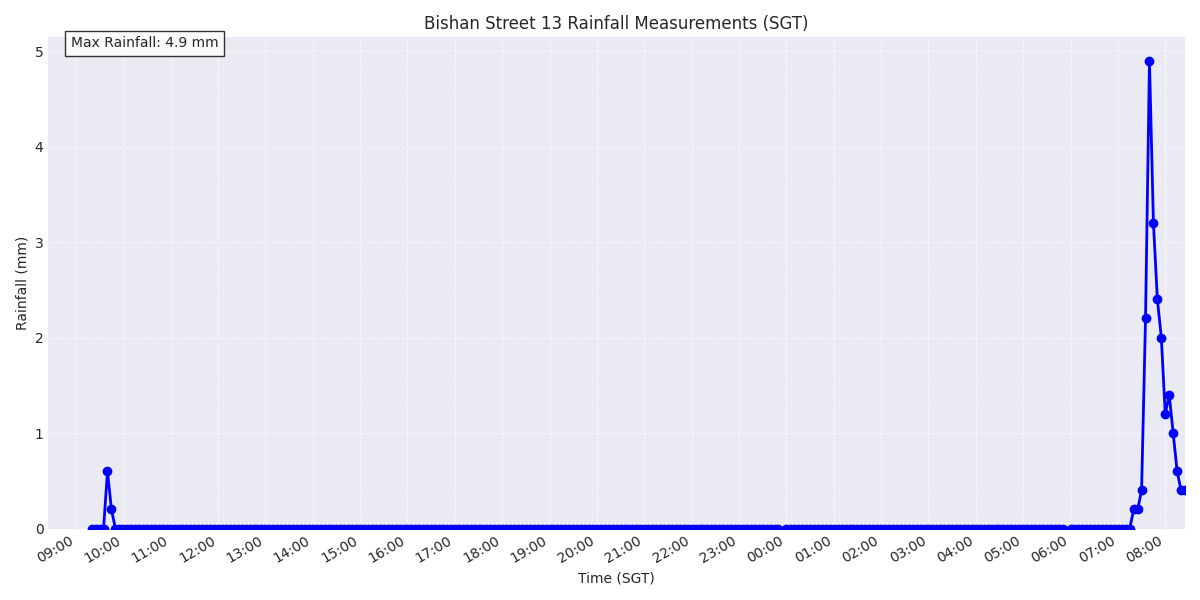 Bishan Street 13 Rainfall Measurements (SGT)
Max Rainfall: 4.9 mm
5
4
3
2
1
0
Rainfall (mm)
09:00 10:00 11:00 12:00 13:00 14:00 15:00 16:00 17:00 18:00 19:00 20:00 21:00 22:00 23:00 00:00 01:00 02:00 03:00 04:00 05:00 06:00 07:00 08:00
Time (SGT)